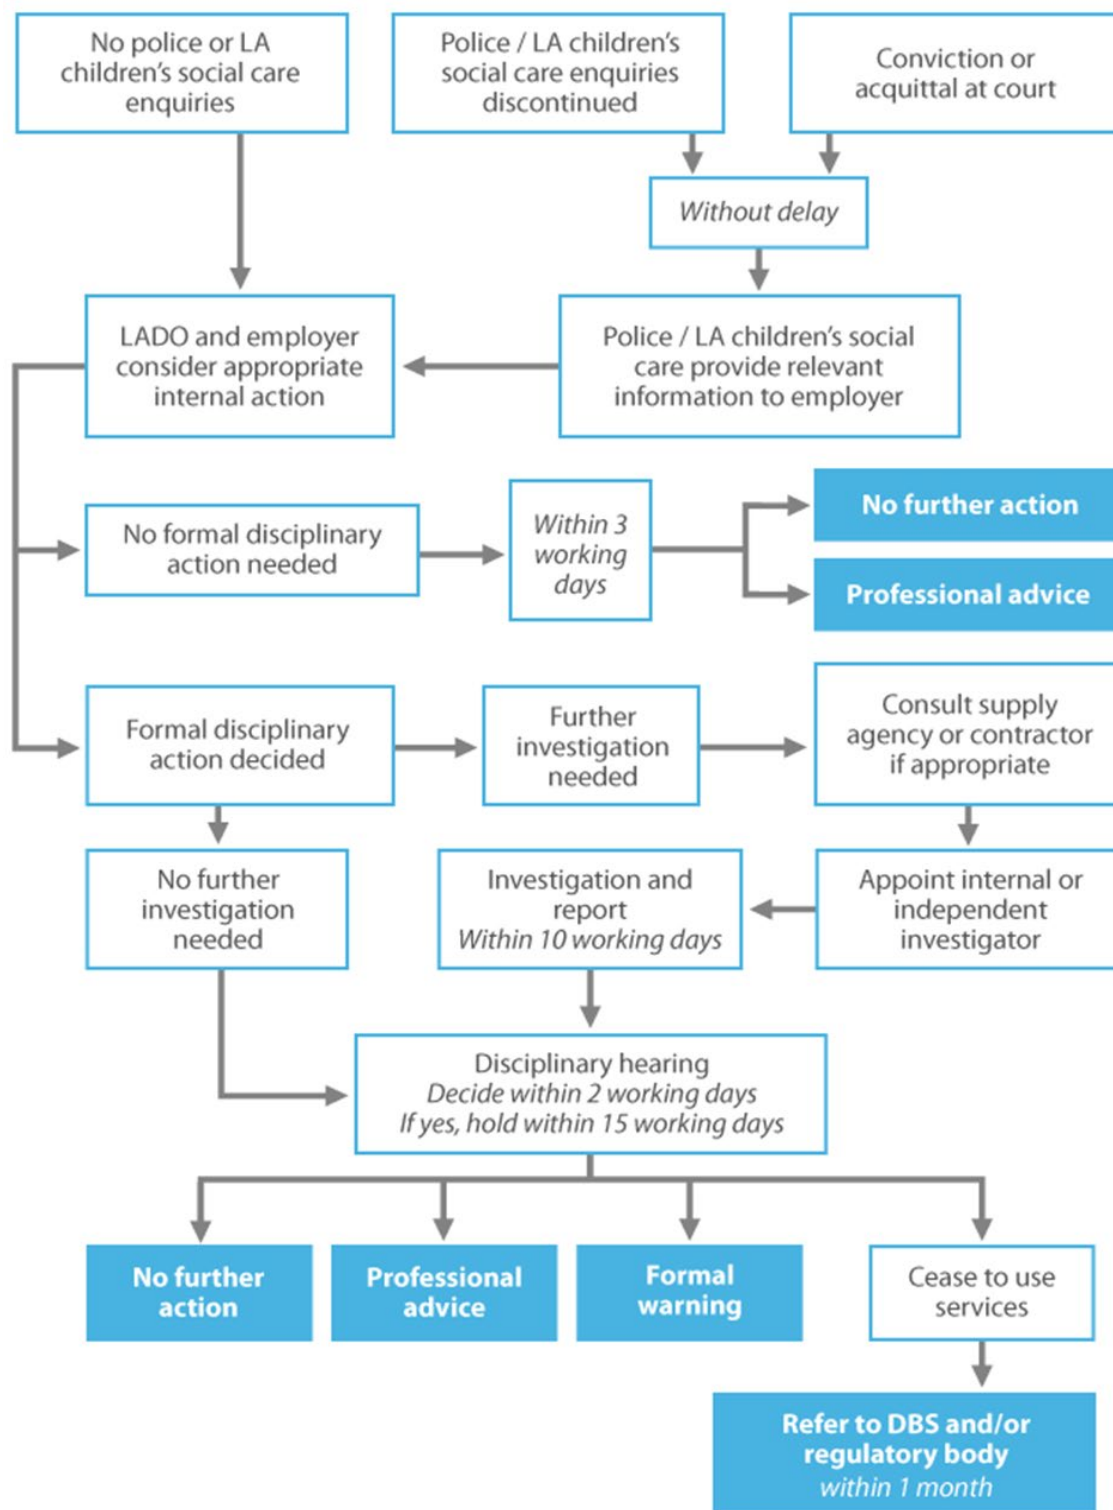 No police or LA
children’s social care
enquiries
Police / LA children’s
social care enquiries
discontinued
Conviction or
acquittal at court
Without delay
LADO and employer
consider appropriate
internal action
Police / LA children’s social
care provide relevant
information to employer
No formal disciplinary
action needed
Within 3
working
days
No further action
Professional advice
Formal disciplinary
action decided
Further
investigation
needed
Consult supply
agency or contractor
if appropriate
No further
investigation
needed
Investigation and
report
Within 10 working days
Appoint internal or
independent
investigator
Disciplinary hearing
Decide within 2 working days
If yes, hold within 15 working days
No further
action
Professional
advice
Formal
warning
Cease to use
services
Refer to DBS and/or
regulatory body
within 1 month